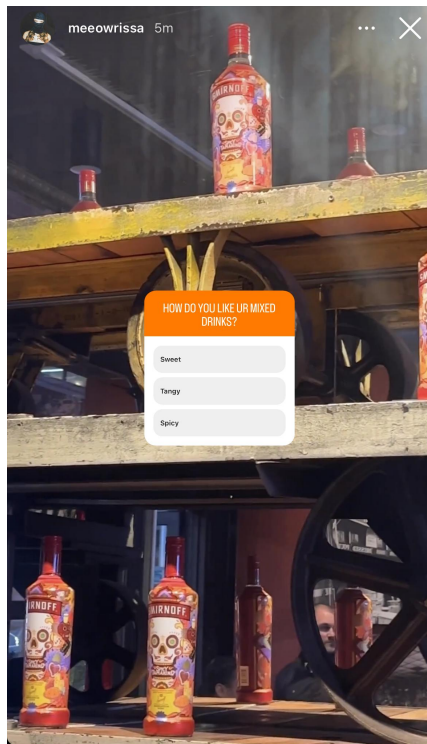 meeowrissa 5m
SMIRNOFF
HOW DO YOU LIKE UR MIXED
DRINKS?
Sweet
Tangy
Spicy
SMIRNOFF
SMIRNOFF